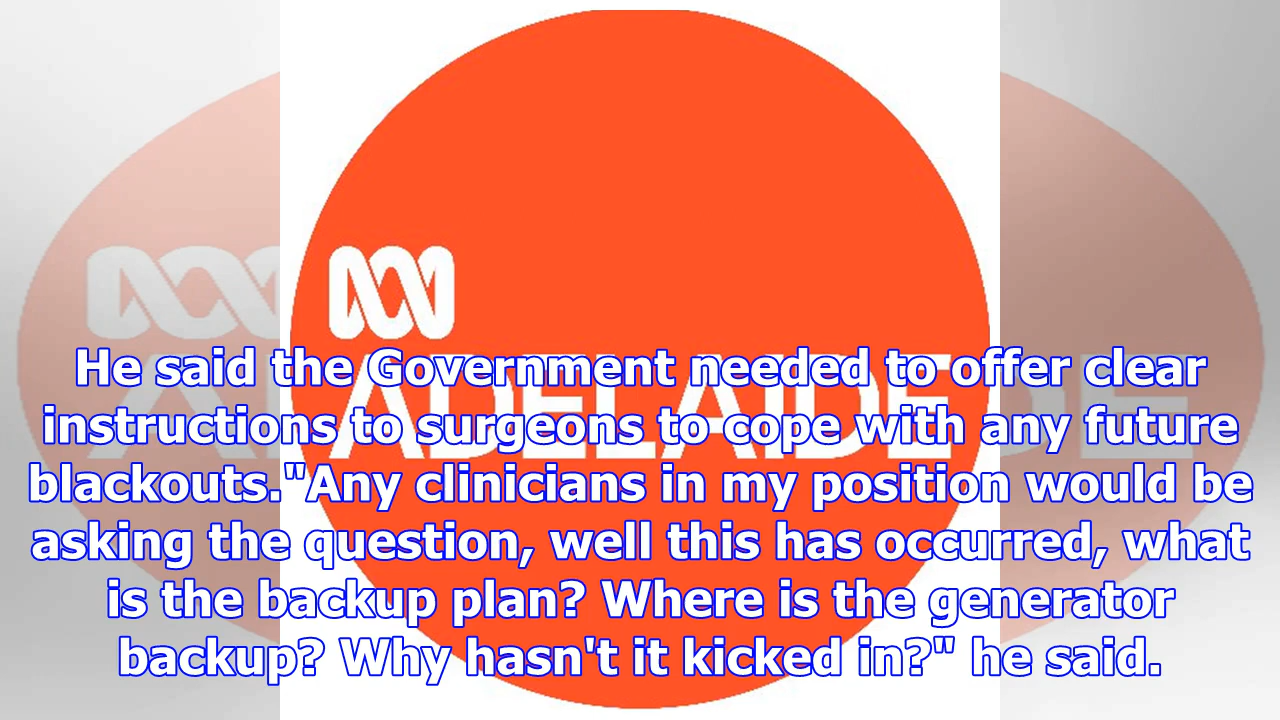 ADELAIDE
He said the Government needed to offer clear
instructions to surgeons to cope with any future
blackouts."Any clinicians in my position would be
asking the question, well this has occurred, what
is the backup plan? Where is the generator
backup? Why hasn't it kicked in?" he said.